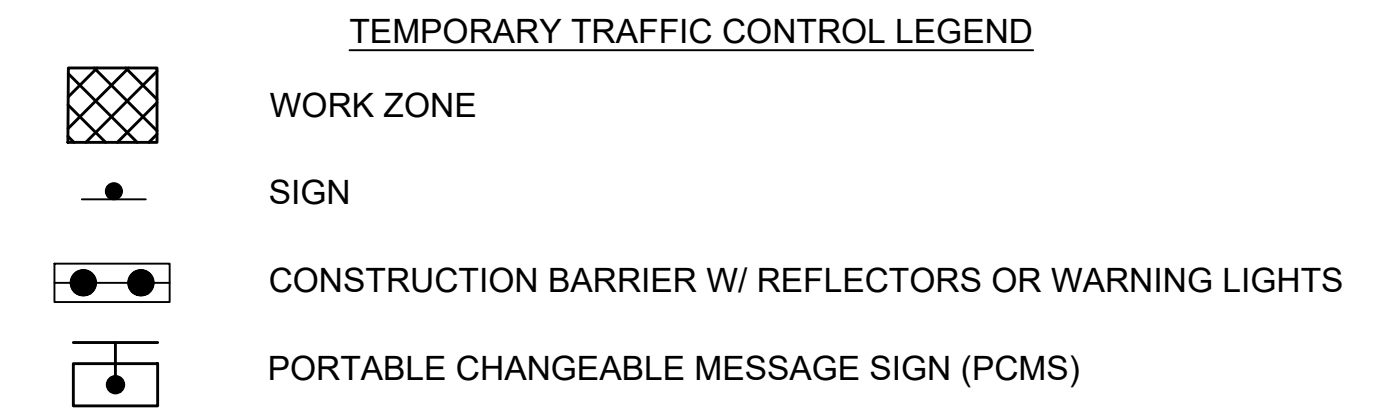 TEMPORARY TRAFFIC CONTROL LEGEND
WORK ZONE
SIGN
CONSTRUCTION BARRIER W/ REFLECTORS OR WARNING LIGHTS
PORTABLE CHANGEABLE MESSAGE SIGN (PCMS)